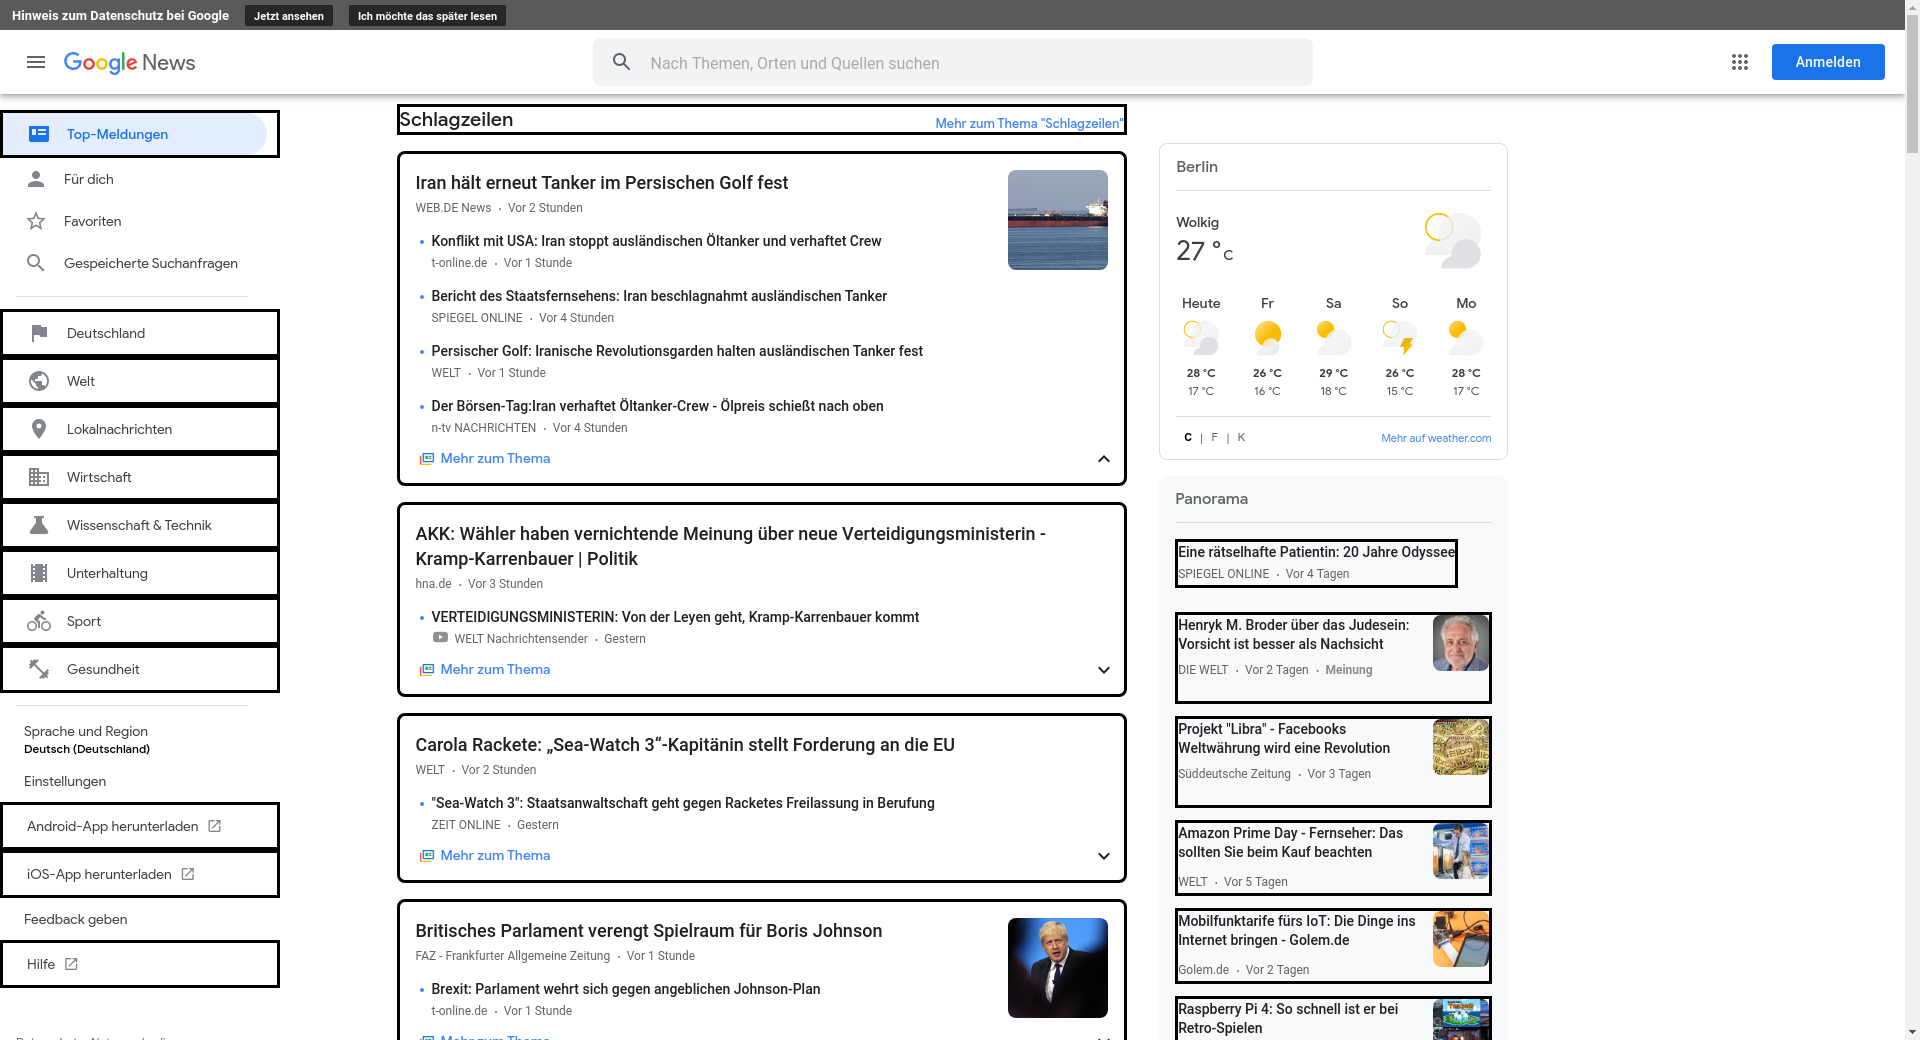 Hinweis zum Datenschutz bei Google
Jetzt ansehen
Ich möchte das später lesen
Google News
Nach Themen, Orten und Quellen suchen
Anmelden
Top-Meldungen
Für dich
Favoriten
Gespeicherte Suchanfragen
Deutschland
Welt
Lokalnachrichten
Wirtschaft
Wissenschaft & Technik
Unterhaltung
Sport
Gesundheit
Sprache und Region
Deutsch (Deutschland)
Einstellungen
Android-App herunterladen
iOS-App herunterladen
Feedback geben
Hilfe
Schlagzeilen
Mehr zum Thema "Schlagzeilen"
Iran hält erneut Tanker im Persischen Golf fest
WEB.DE News · Vor 2 Stunden
Konflikt mit USA: Iran stoppt ausländischen Öltanker und verhaftet Crew
t-online.de · Vor 1 Stunde
Bericht des Staatsfernsehens: Iran beschlagnahmt ausländischen Tanker
SPIEGEL ONLINE · Vor 4 Stunden
Persischer Golf: Iranische Revolutionsgarden halten ausländischen Tanker fest
WELT · Vor 1 Stunde
Der Börsen-Tag:Iran verhaftet Öltanker-Crew - Ölpreis schießt nach oben
n-tv NACHRICHTEN · Vor 4 Stunden
Mehr zum Thema
AKK: Wähler haben vernichtende Meinung über neue Verteidigungsministerin -
Kramp-Karrenbauer | Politik
hna.de · Vor 3 Stunden
VERTEIDIGUNGSMINISTERIN: Von der Leyen geht, Kramp-Karrenbauer kommt
WELT Nachrichtensender · Gestern
Mehr zum Thema
Carola Rackete: „Sea-Watch 3“-Kapitänin stellt Forderung an die EU
WELT · Vor 2 Stunden
"Sea-Watch 3": Staatsanwaltschaft geht gegen Racketes Freilassung in Berufung
ZEIT ONLINE · Gestern
Mehr zum Thema
Britisches Parlament verengt Spielraum für Boris Johnson
FAZ - Frankfurter Allgemeine Zeitung · Vor 1 Stunde
Brexit: Parlament wehrt sich gegen angeblichen Johnson-Plan
t-online.de · Vor 1 Stunde
Mehr zum Thema
Berlin
Wolkig
27 °C
Heute Fr Sa So Mo
28 °C 26 °C 29 °C 26 °C 28 °C
17 °C 16 °C 18 °C 15 °C 17 °C
C | F | K
Mehr auf weather.com
Panorama
Eine rätselhafte Patientin: 20 Jahre Odyssee
SPIEGEL ONLINE · Vor 4 Tagen
Henryk M. Broder über das Judesein:
Vorsicht ist besser als Nachsicht
DIE WELT · Vor 2 Tagen · Meinung
Projekt "Libra" - Facebooks
Weltwährung wird eine Revolution
Süddeutsche Zeitung · Vor 3 Tagen
Amazon Prime Day - Fernseher: Das
sollten Sie beim Kauf beachten
WELT · Vor 5 Tagen
Mobilfunktarife fürs IoT: Die Dinge ins
Internet bringen - Golem.de
Golem.de · Vor 2 Tagen
Raspberry Pi 4: So schnell ist er bei
Retro-Spielen